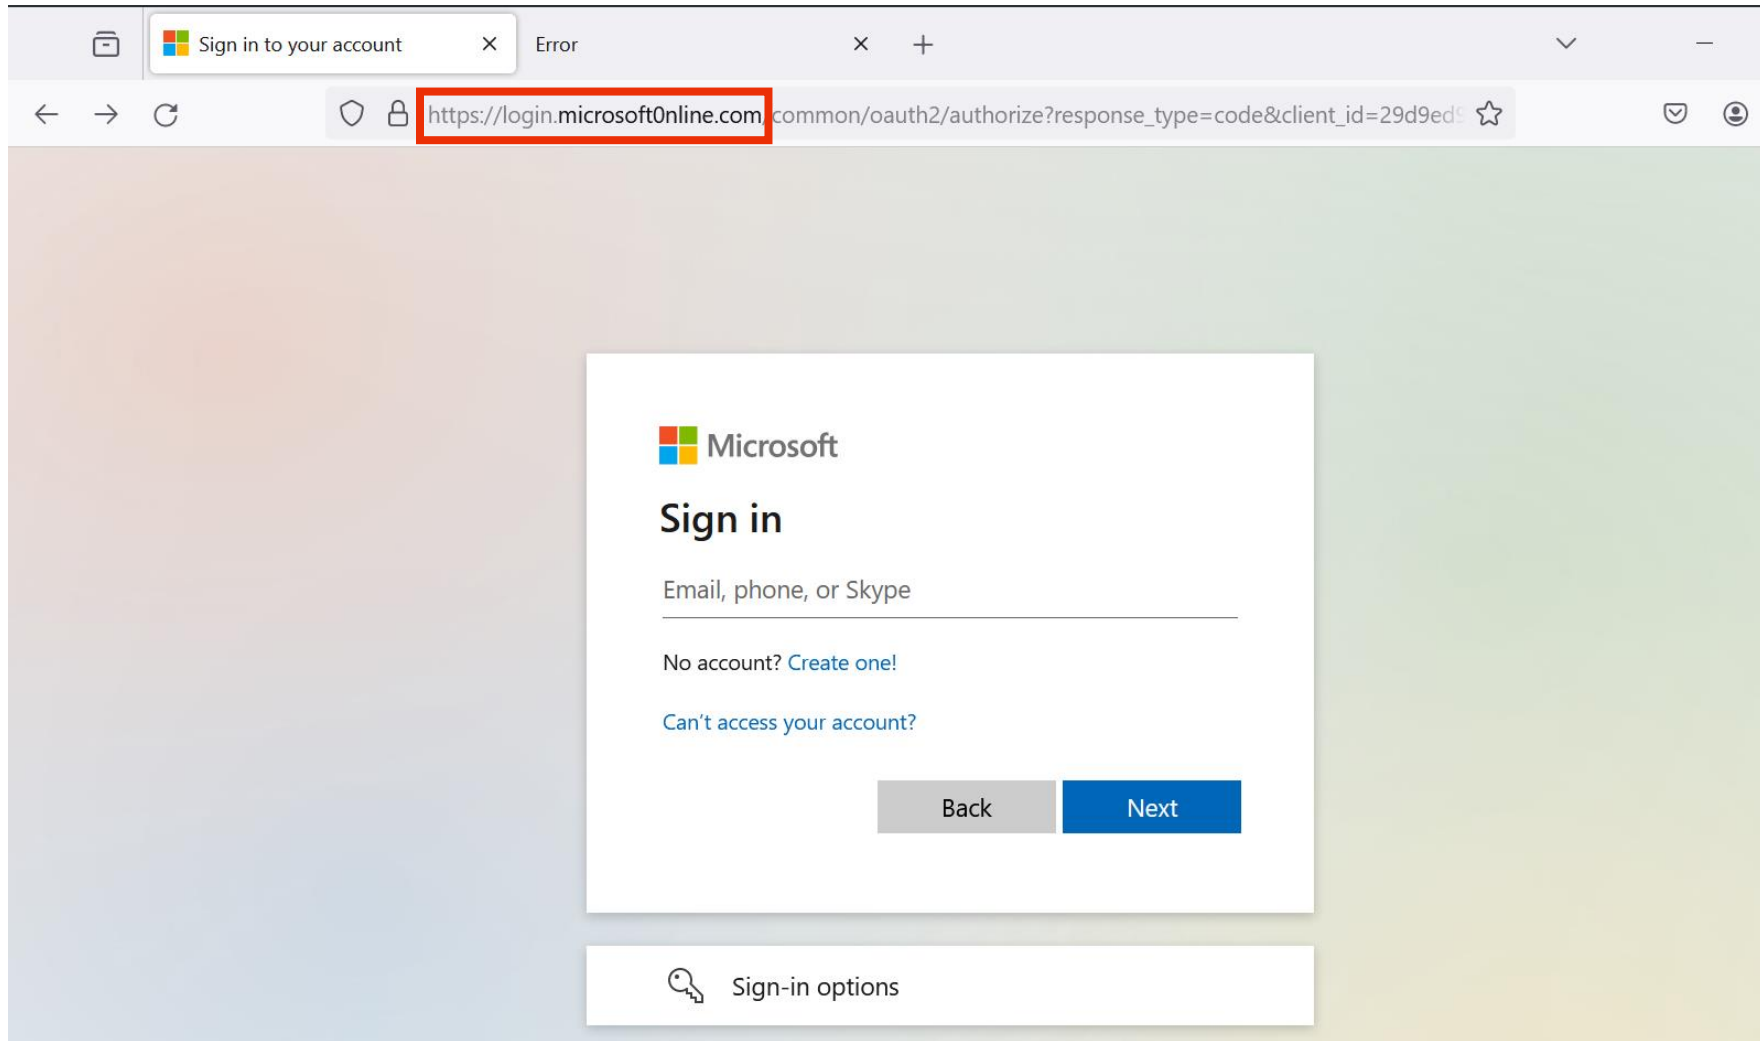 Sign in to your account
Error
https://login.microsoft0nline.com/common/oauth2/authorize?response_type=code&client_id=29d9ed9
Microsoft
Sign in
Email, phone, or Skype
No account? Create one!
Can't access your account?
Back
Next
Sign-in options